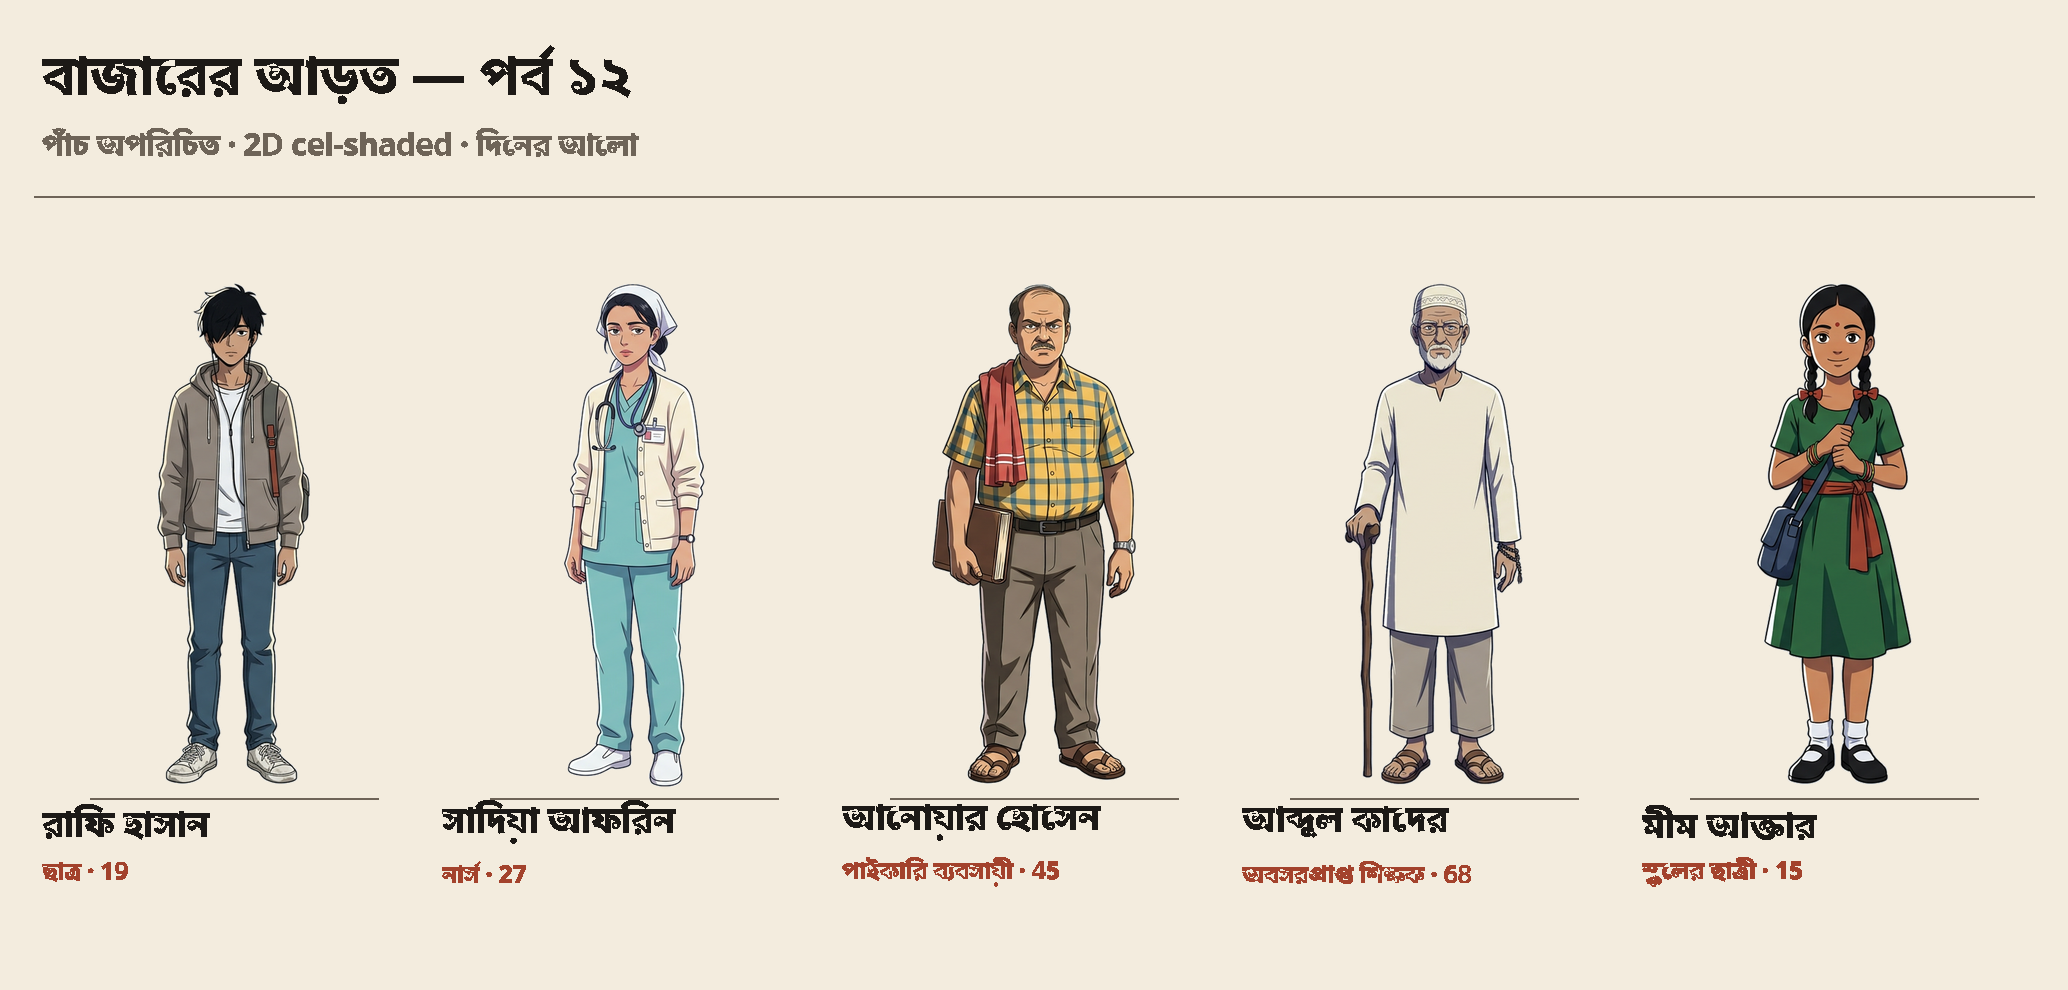 বাজারের আড়ত — পর্ব ১২
পাঁচ অপরিচিত · 2D cel-shaded · দিনের আলো
রাফি হাসান
ছাত্র · 19
সাদিয়া আফরিন
নার্স · 27
আনোয়ার হোসেন
পাইকারি ব্যবসায়ী · 45
আব্দুল কাদের
অবসরপ্রাপ্ত শিক্ষক · 68
মীম আক্তার
স্কুলের ছাত্রী · 15